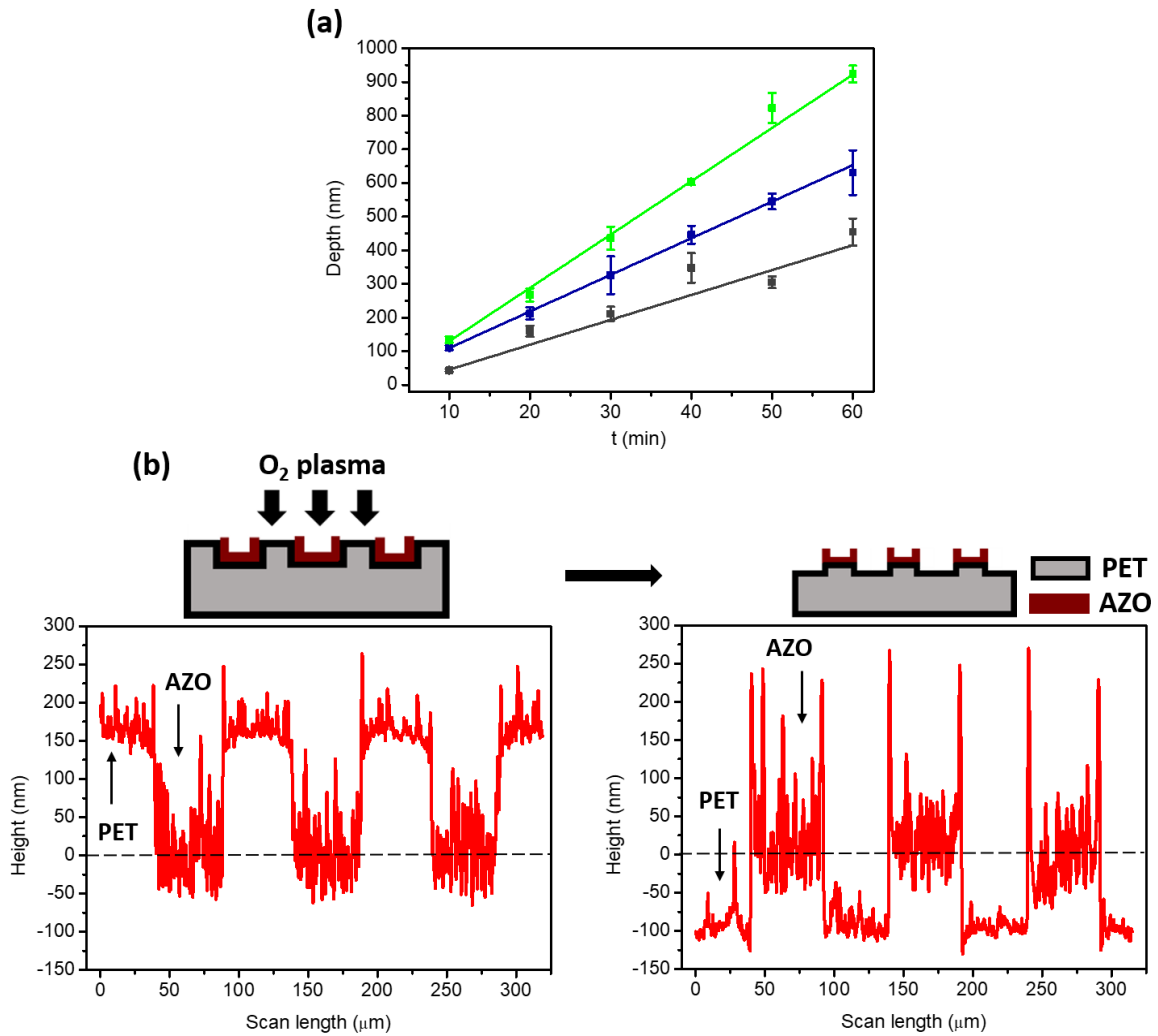 (a)
1000
900
800
700
600
500
400
300
200
100
0
Depth (nm)
10 20 30 40 50 60
t (min)
(b)
O₂ plasma
PET
AZO
300
250
200
150
100
50
0
-50
-100
-150
Height (nm)
AZO
PET
0 50 100 150 200 250 300
Scan length (μm)
300
250
200
150
100
50
0
-50
-100
-150
Height (nm)
AZO
PET
0 50 100 150 200 250 300
Scan length (μm)